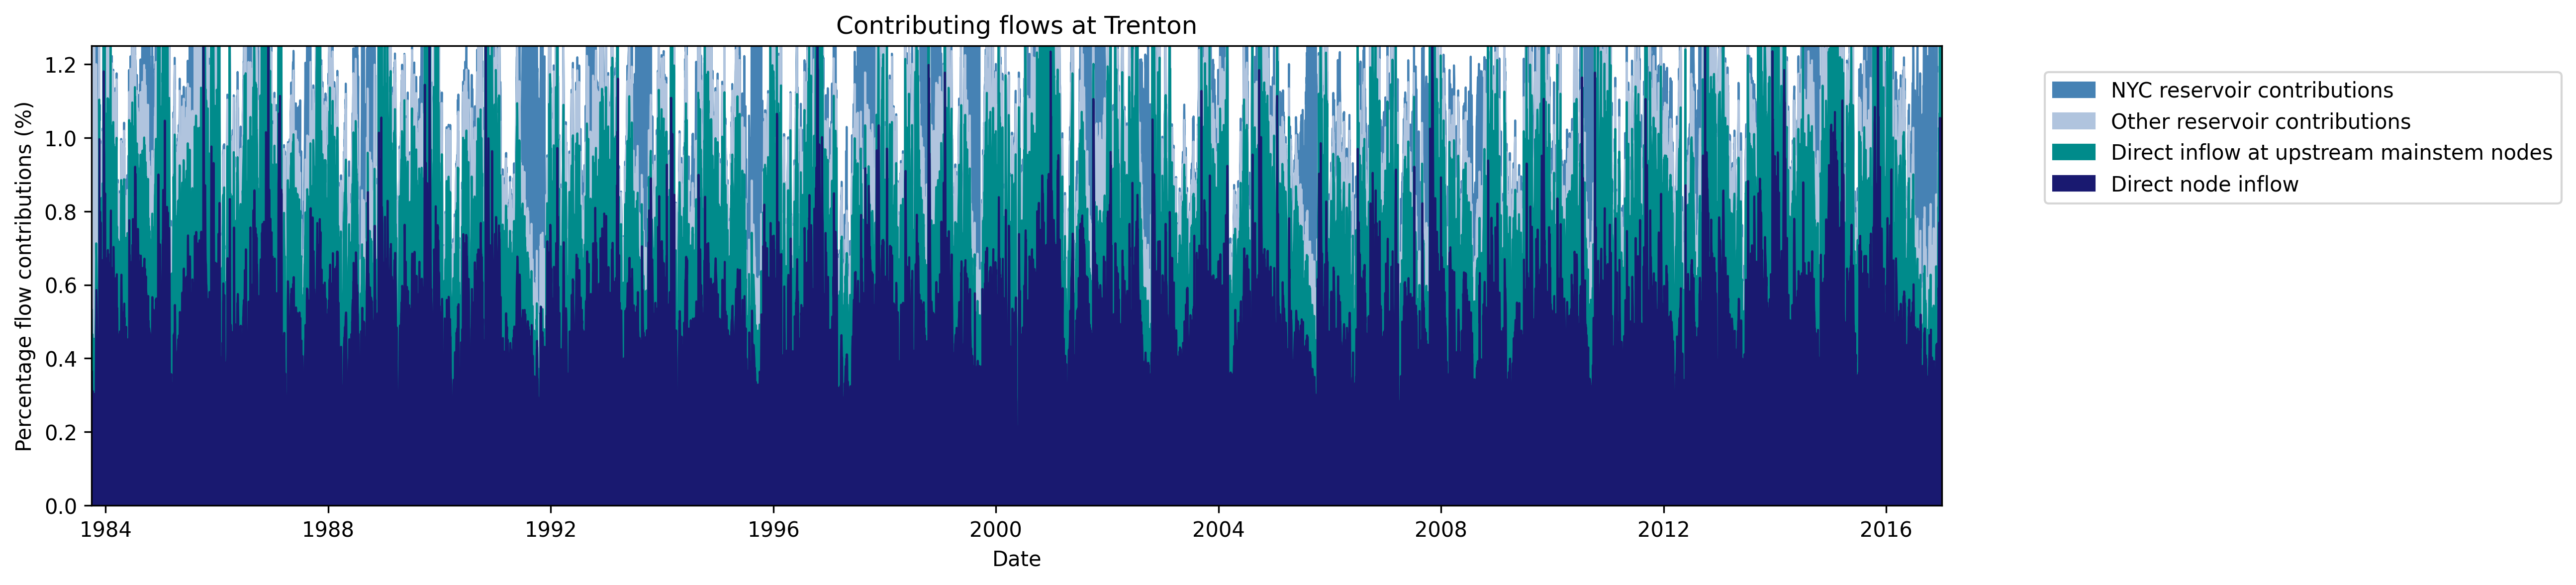 Contributing flows at Trenton
Percentage flow contributions (%)
1.2
1.0
0.8
0.6
0.4
0.2
0.0
1984 1988 1992 1996 2000 2004 2008 2012 2016
Date
NYC reservoir contributions
Other reservoir contributions
Direct inflow at upstream mainstem nodes
Direct node inflow